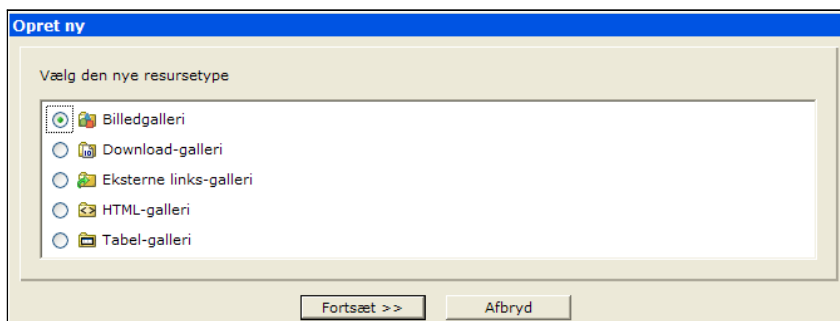 Opret ny
Vælg den nye resursetype
Billedgalleri
Download-galleri
Eksterne links-galleri
HTML-galleri
Tabel-galleri
Fortsæt >> Afbryd